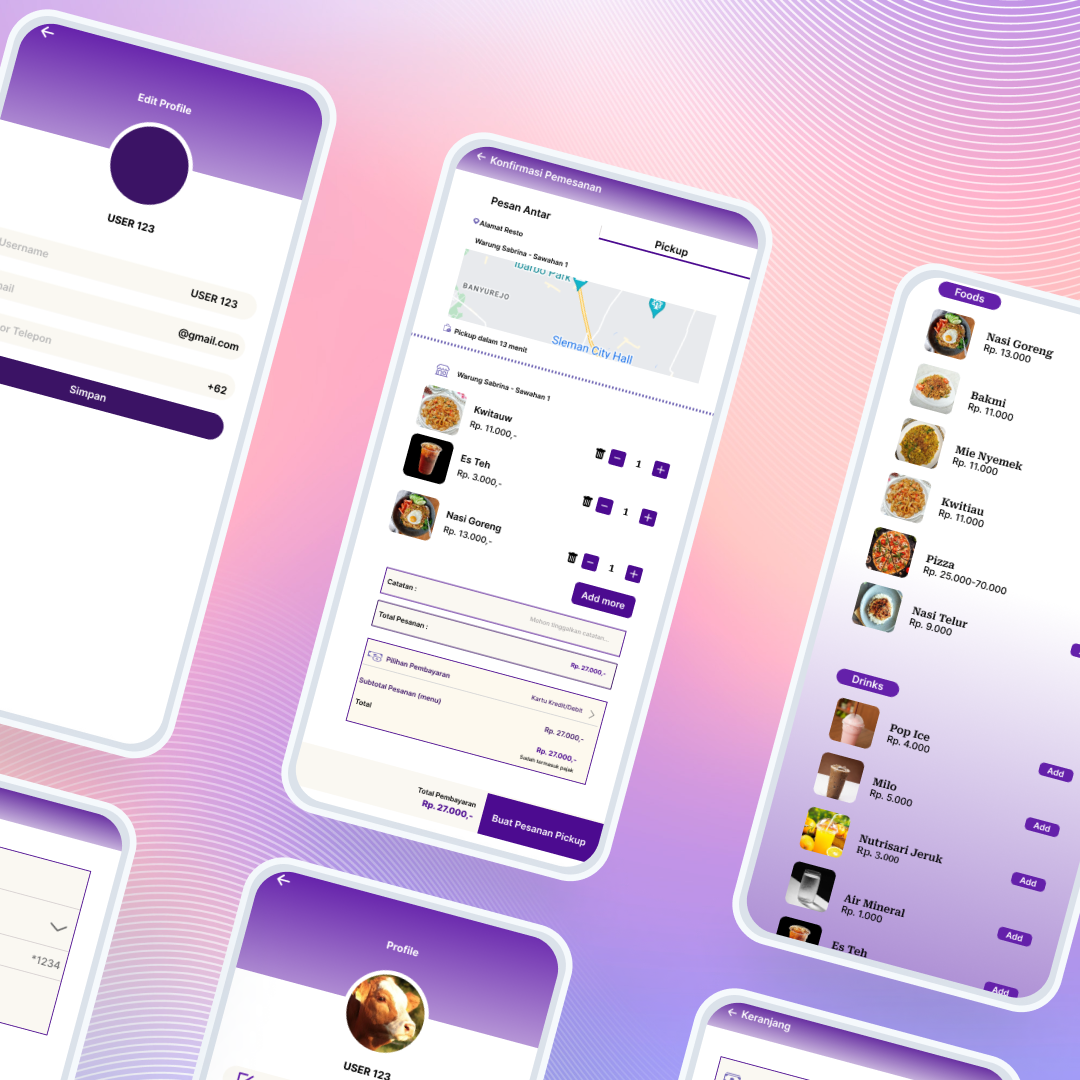 Edit Profile
USER 123
Username
USER 123
@gmail.com
or Telepon
+62
Simpan
Konfirmasi Pemesanan
Pesan Antar
Pickup
Alamat Resto
Warung Sabrina - Sawahan 1
Ibarbo Park
BANYUREJO
Sleman City Hall
Pickup dalam 13 menit
Warung Sabrina - Sawahan 1
Kwitauw
Rp. 11.000,-
1
Es Teh
Rp. 3.000,-
1
Nasi Goreng
Rp. 13.000,-
1
Add more
Catatan :
Mohon tinggalkan catatan...
Total Pesanan :
Rp. 27.000,-
Pilihan Pembayaran
Kartu Kredit/Debit
Subtotal Pesanan (menu)
Rp. 27.000,-
Total
Rp. 27.000,-
Sudah termasuk pajak
Total Pembayaran
Rp. 27.000,-
Buat Pesanan Pickup
Foods
Nasi Goreng
Rp. 13.000
Bakmi
Rp. 11.000
Mie Nyemek
Rp. 11.000
Kwitiau
Rp. 11.000
Pizza
Rp. 25.000-70.000
Nasi Telur
Rp. 9.000
Drinks
Pop Ice
Rp. 4.000
Add
Milo
Rp. 5.000
Add
Nutrisari Jeruk
Rp. 3.000
Add
Air Mineral
Rp. 1.000
Add
Es Teh
Add
*1234
Profile
USER 123
Keranjang